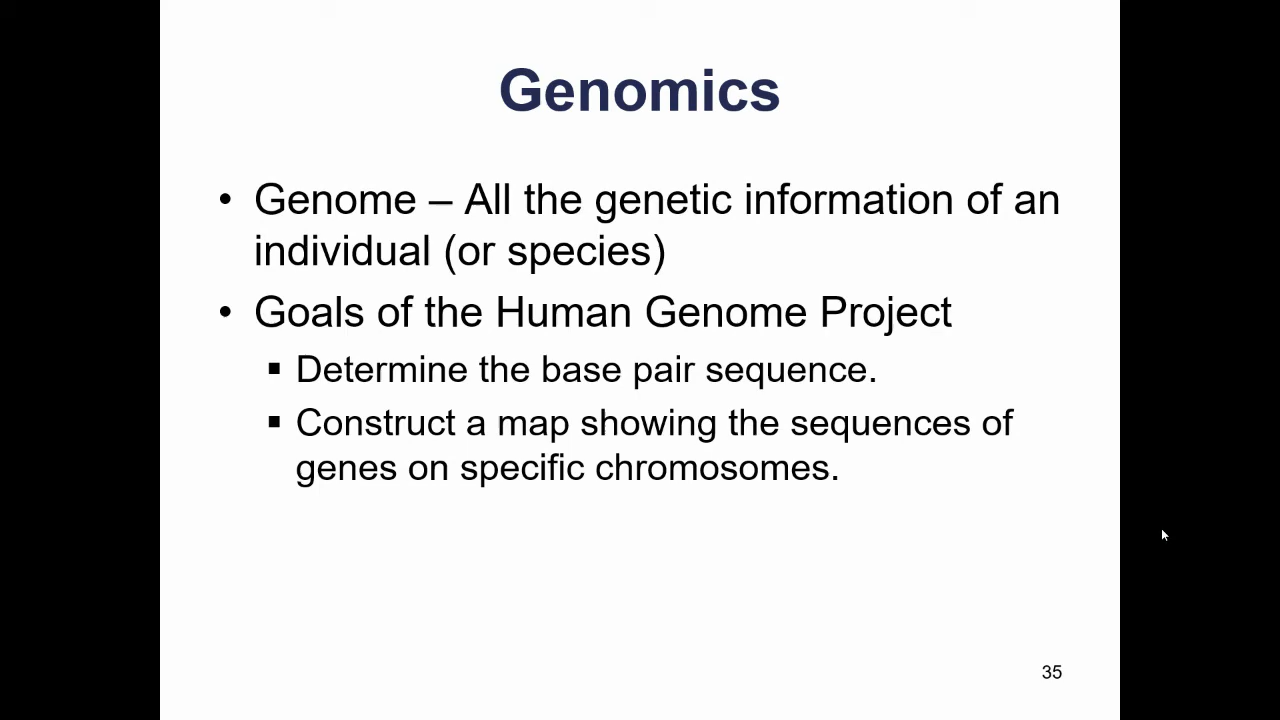 Genomics
• Genome – All the genetic information of an
individual (or species)
• Goals of the Human Genome Project
▪ Determine the base pair sequence.
▪ Construct a map showing the sequences of
genes on specific chromosomes.
35